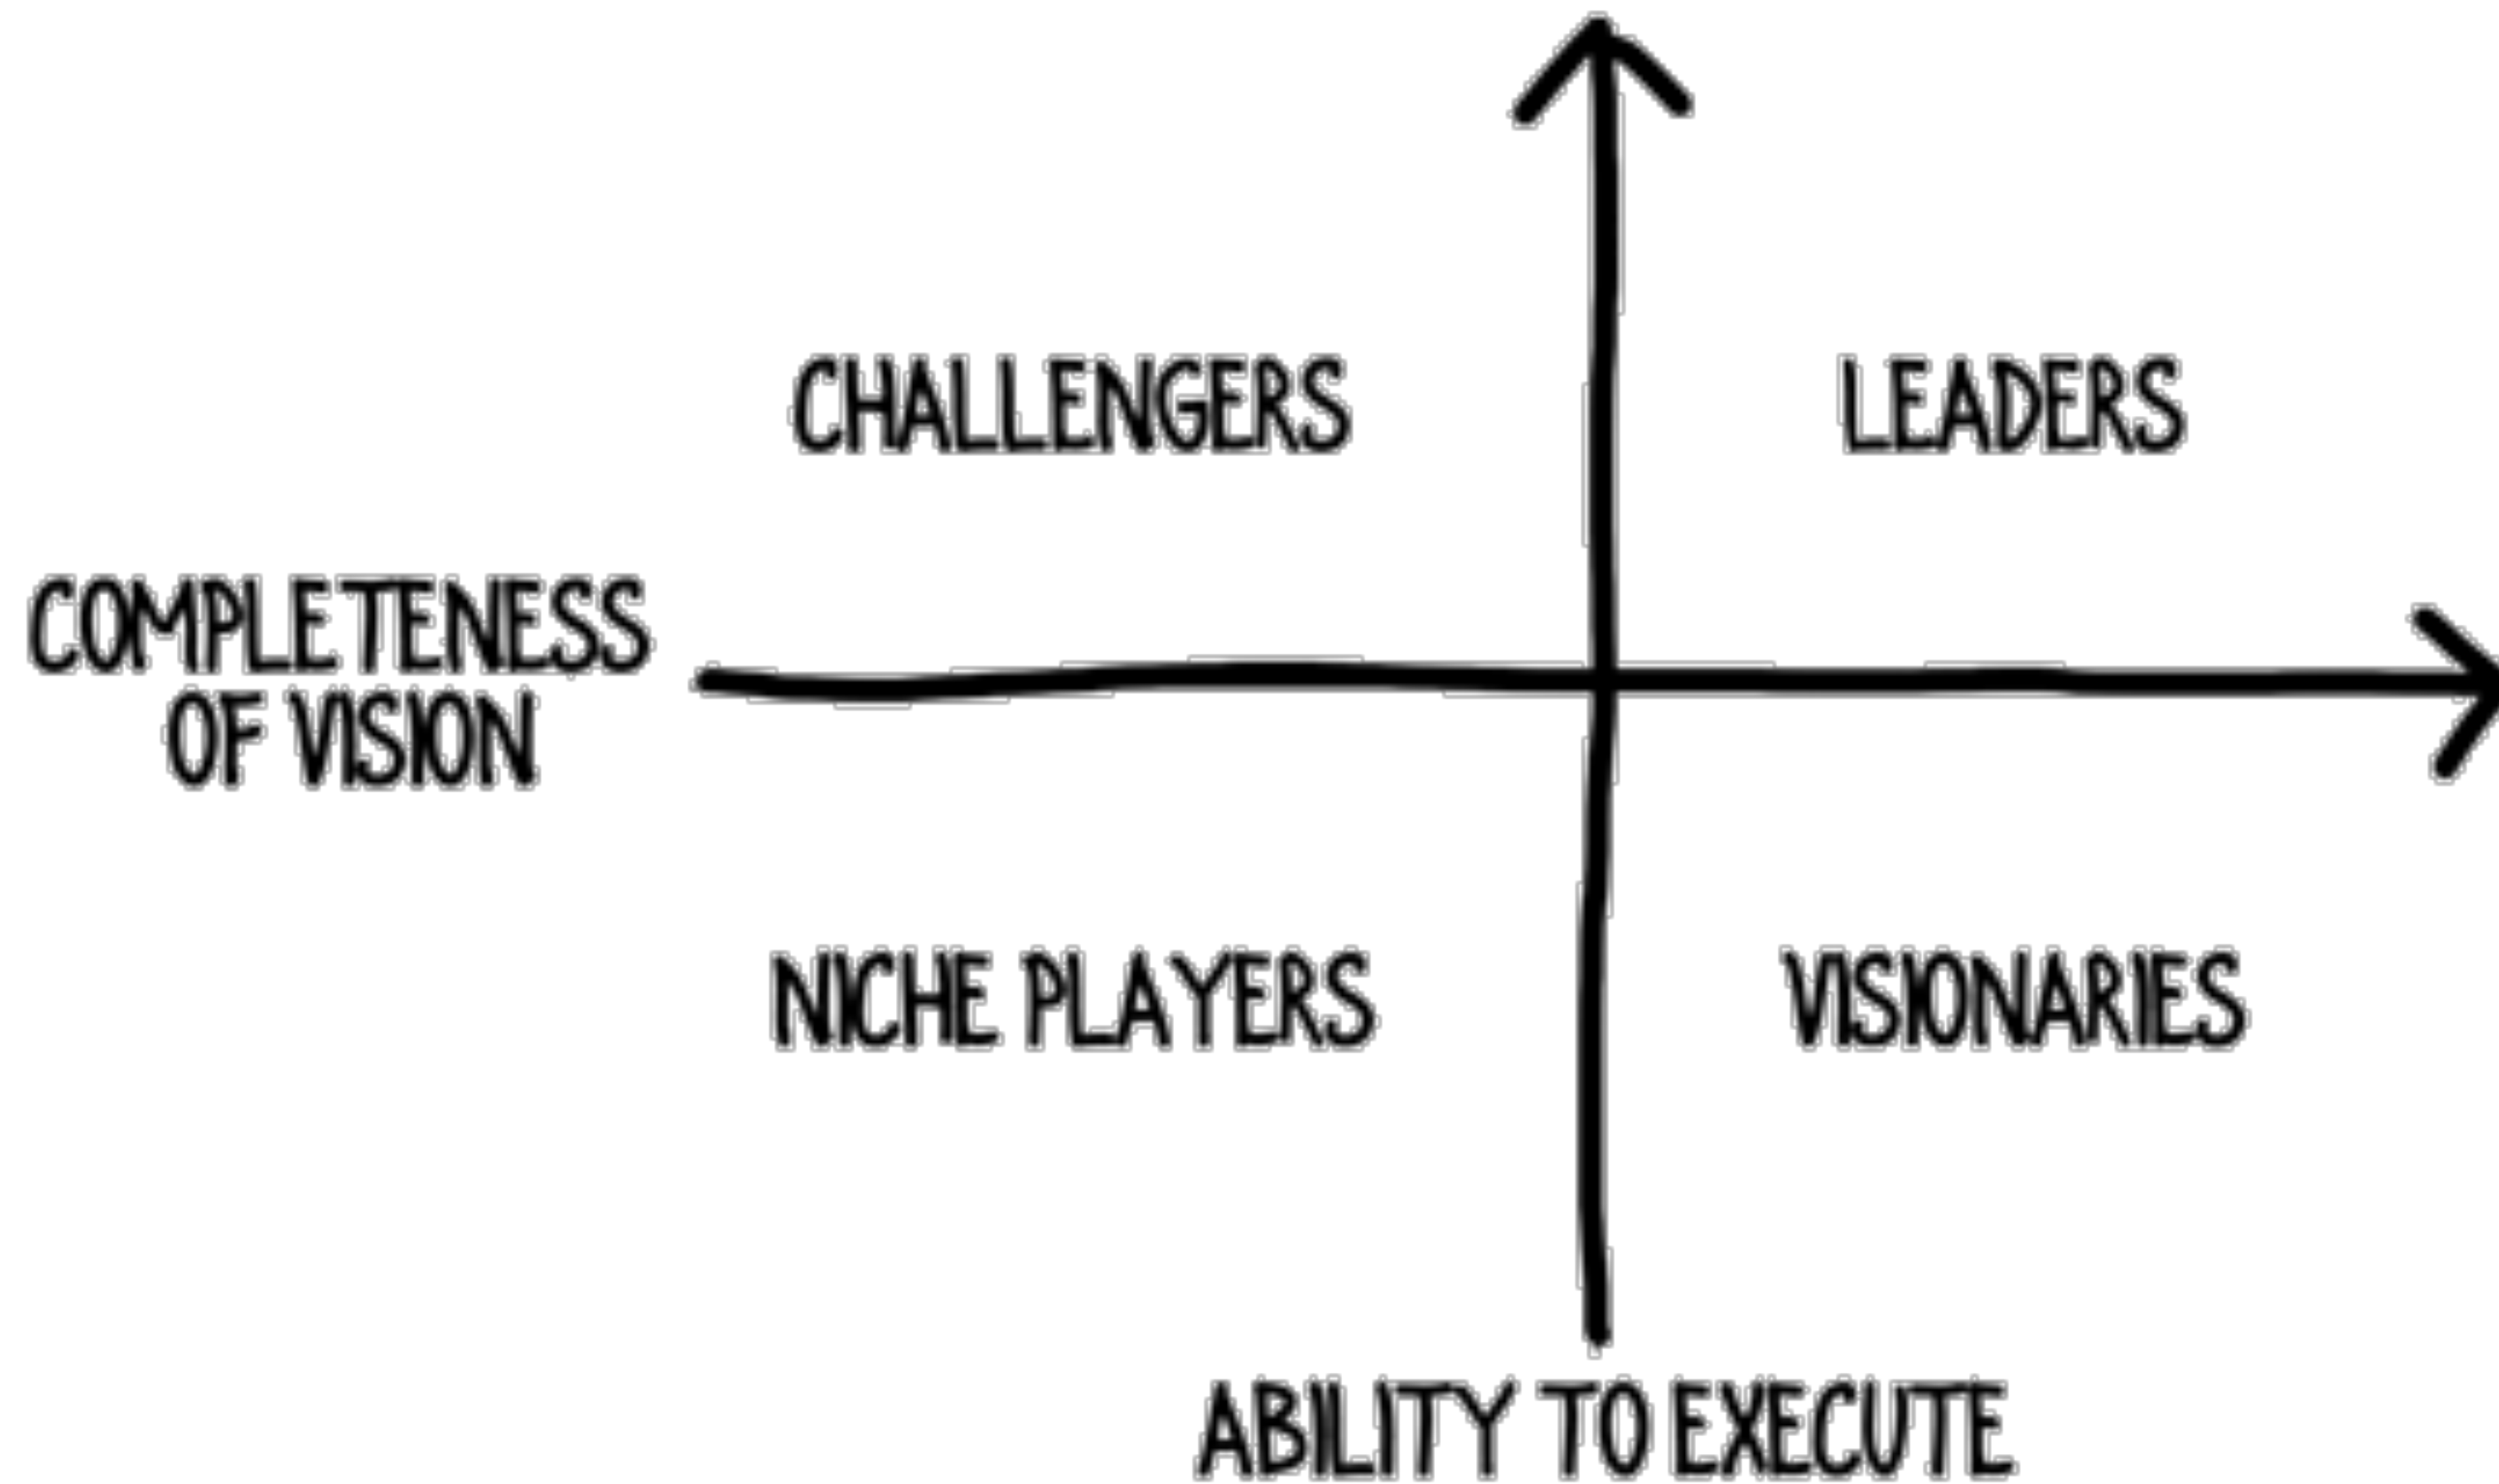 CHALLENGERS
LEADERS
COMPLETENESS
OF VISION
NICHE PLAYERS
VISIONARIES
ABILITY TO EXECUTE